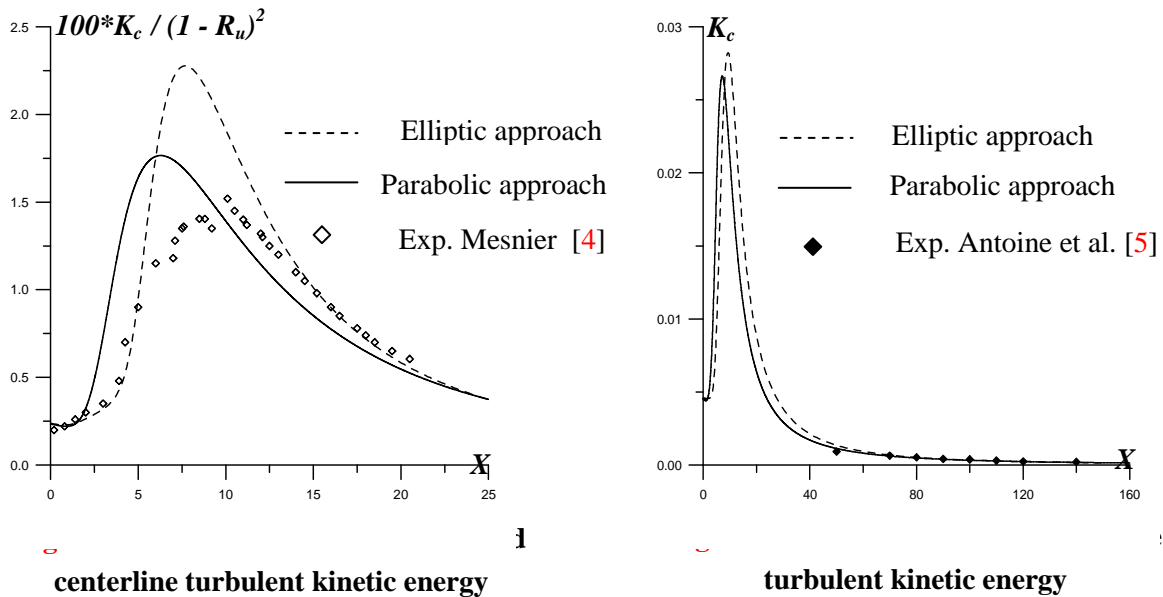 100*Kc / (1 - Ru)2
2.5
2.0
1.5
1.0
0.5
0.0
Elliptic approach
Parabolic approach
Exp. Mesnier [4]
X
0 5 10 15 20 25
centerline turbulent kinetic energy
Kc
0.03
0.02
0.01
0.00
Elliptic approach
Parabolic approach
Exp. Antoine et al. [5]
X
0 40 80 120 160
turbulent kinetic energy